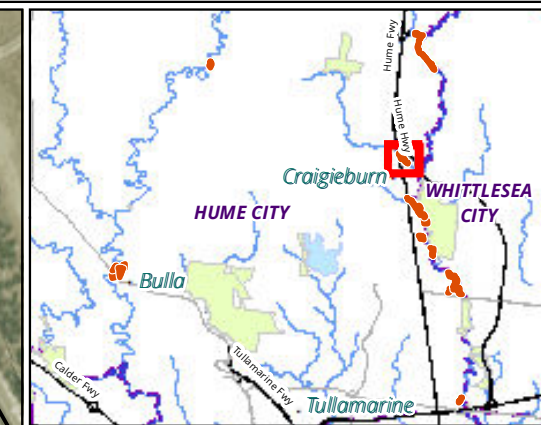 Hume Fwy
Hume Hwy
Craigieburn
WHITTLESEA
CITY
HUME CITY
Bulla
Tullamarine Fwy
Calder Fwy
Tullamarine